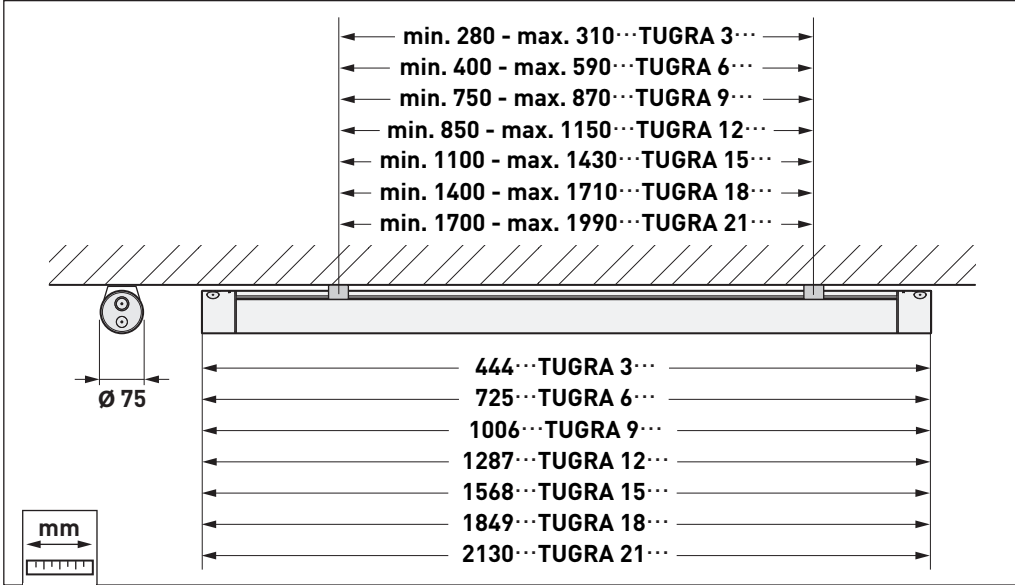 min. 280 - max. 310···TUGRA 3···
min. 400 - max. 590···TUGRA 6···
min. 750 - max. 870···TUGRA 9···
min. 850 - max. 1150···TUGRA 12···
min. 1100 - max. 1430···TUGRA 15···
min. 1400 - max. 1710···TUGRA 18···
min. 1700 - max. 1990···TUGRA 21···
Ø 75
444···TUGRA 3···
725···TUGRA 6···
1006···TUGRA 9···
1287···TUGRA 12···
1568···TUGRA 15···
1849···TUGRA 18···
2130···TUGRA 21···
mm